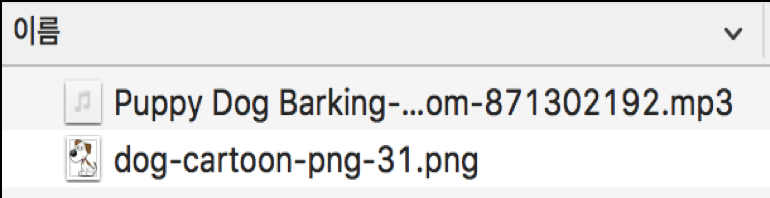 이름
Puppy Dog Barking-...om-871302192.mp3
dog-cartoon-png-31.png